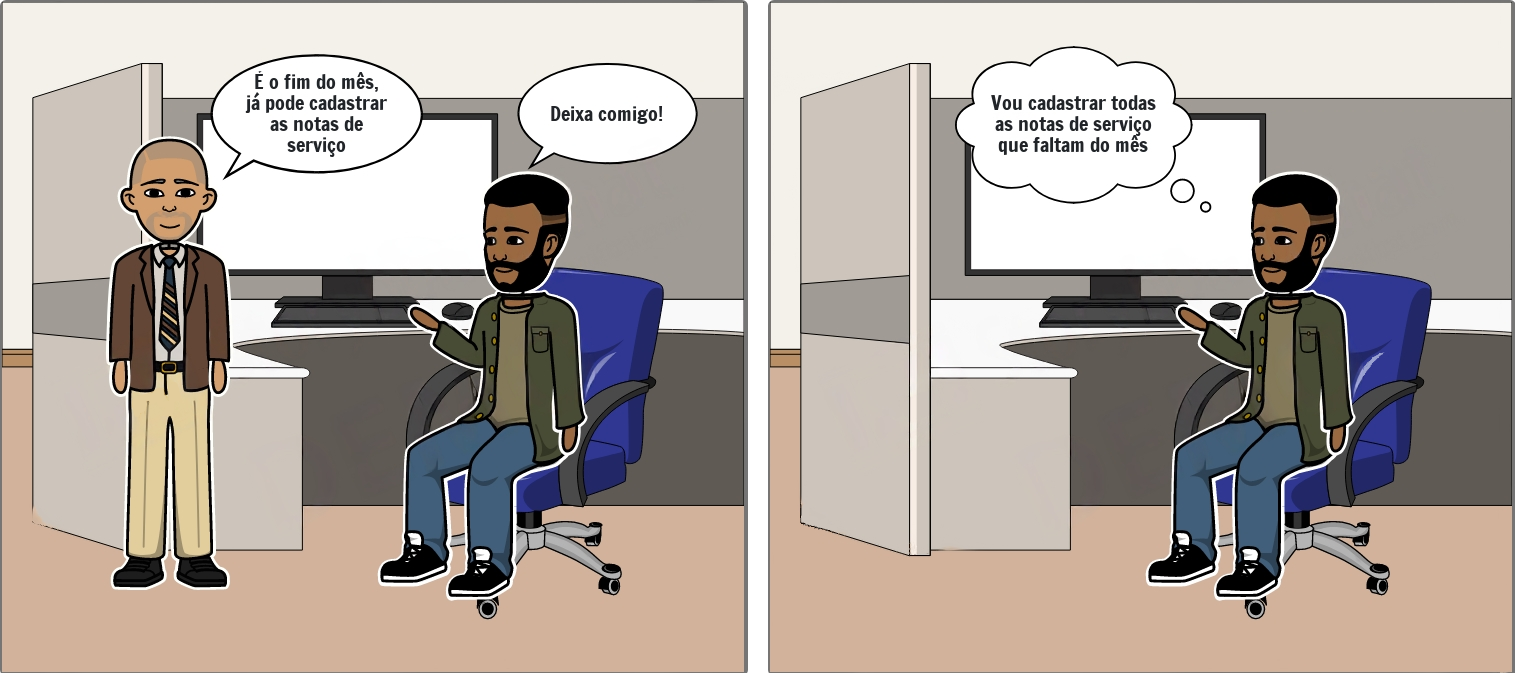 É o fim do mês,
já pode cadastrar
as notas de
serviço
Deixa comigo!
Vou cadastrar todas
as notas de serviço
que faltam do mês